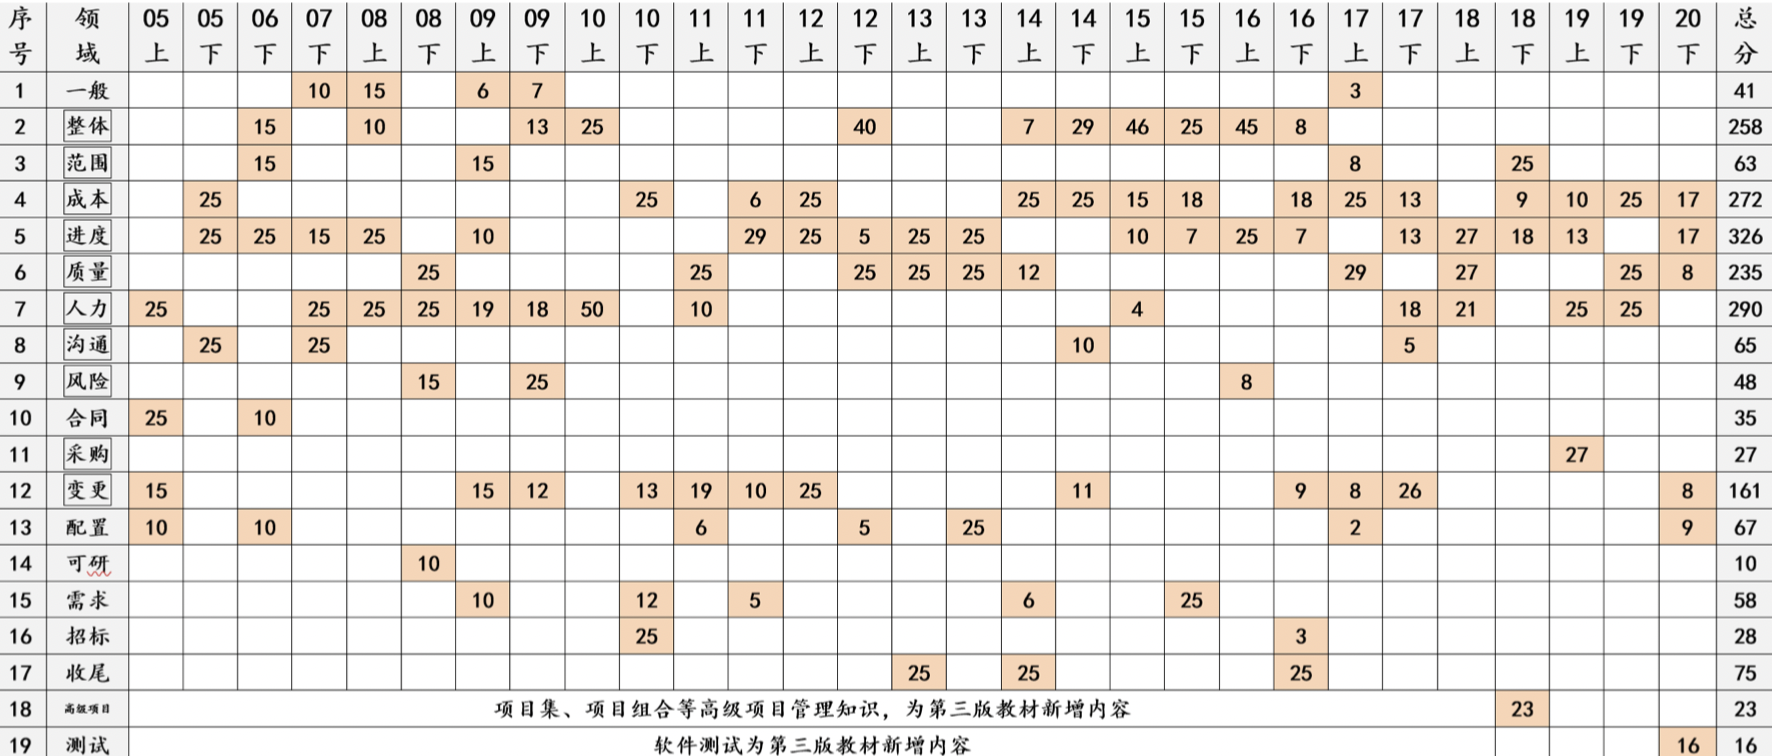 序号 领域 05上 05下 06下 07下 08上 08下 09上 09下 10上 10下 11上 11下 12上 12下 13上 13下 14上 14下 15上 15下 16上 16下 17上 17下 18上 18下 19上 19下 20下 总分
1 一般 10 15 6 7 3 41
2 整体 15 10 13 25 40 7 29 46 25 45 8 258
3 范围 15 15 8 25 63
4 成本 25 25 6 25 25 25 15 18 18 25 13 9 10 25 17 272
5 进度 25 25 15 25 10 29 25 5 25 25 10 7 25 7 13 27 18 13 17 326
6 质量 25 25 25 25 25 12 29 27 25 8 235
7 人力 25 25 25 25 19 18 50 10 4 18 21 25 25 290
8 沟通 25 25 10 5 65
9 风险 15 25 8 48
10 合同 25 10 35
11 采购 27 27
12 变更 15 15 12 13 19 10 25 11 9 8 26 8 161
13 配置 10 10 6 5 25 2 9 67
14 可研 10 10
15 需求 10 12 5 6 25 58
16 招标 25 3 28
17 收尾 25 25 25 75
18 高级项目 项目集、项目组合等高级项目管理知识，为第三版教材新增内容 23 23
19 测试 软件测试为第三版教材新增内容 16 16